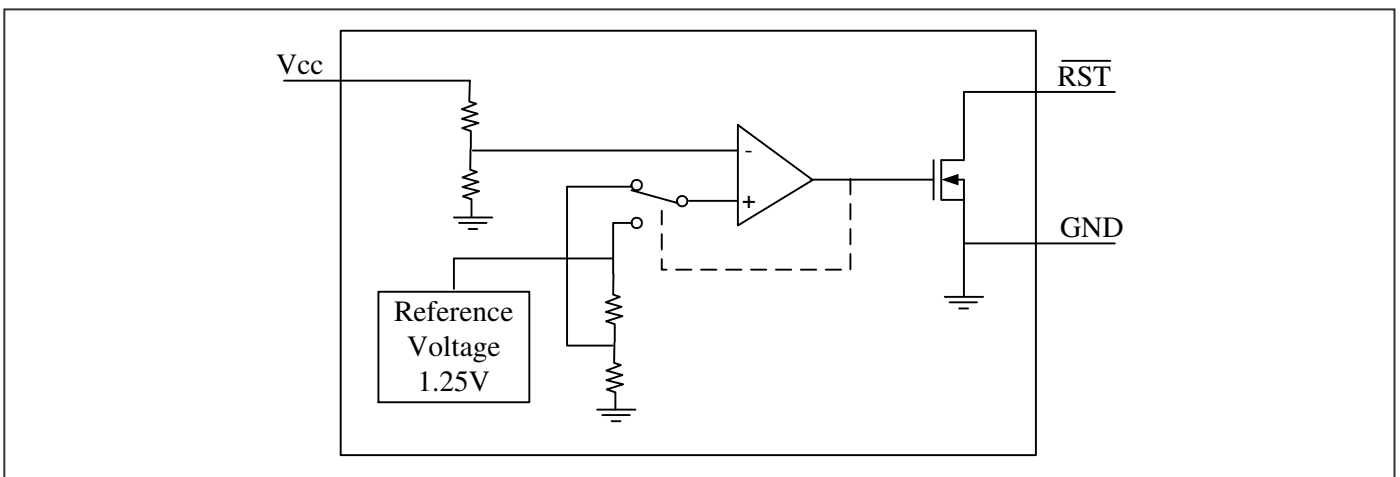 Vcc
RST
-
+
GND
Reference
Voltage
1.25V